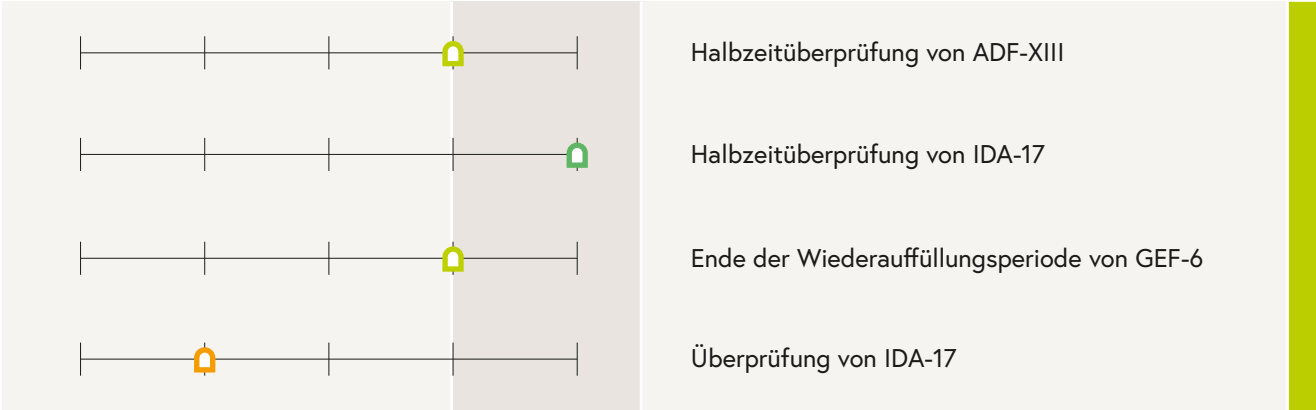 Halbzeitüberprüfung von ADF-XIII
Halbzeitüberprüfung von IDA-17
Ende der Wiederauffüllungsperiode von GEF-6
Überprüfung von IDA-17